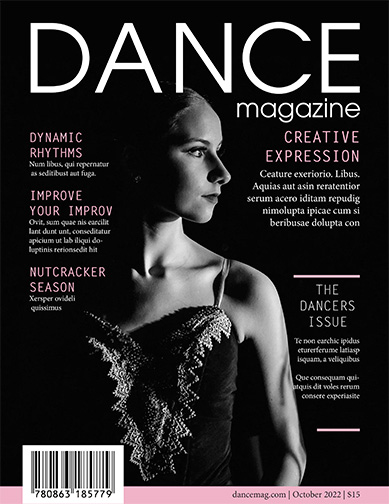 DANCE
magazine
DYNAMIC
RHYTHMS
Num libus, qui repernatur
as seditibust aut fuga.
IMPROVE
YOUR IMPROV
Ovit, sum quae nis earcilit
lant dunt unt, conseditatur
apicium ut lab iliqui do-
luptinis rerionsedit hit
NUTCRACKER
SEASON
Xersper ovideli
quissimus
CREATIVE
EXPRESSION
Ceature exeriorio. Libus.
Aquias aut asin reratentior
serum acero iditam repudig
nimolupta ipicae cum si
beribusae dolupta con
THE
DANCERS
ISSUE
Te non earchic ipidus
eturerferume latiasp
isquam, a veliquibus
Que consequam qui-
atquis dit voles rerum
consere experiasite
780863 185779
dancemag.com | October 2022 | $15